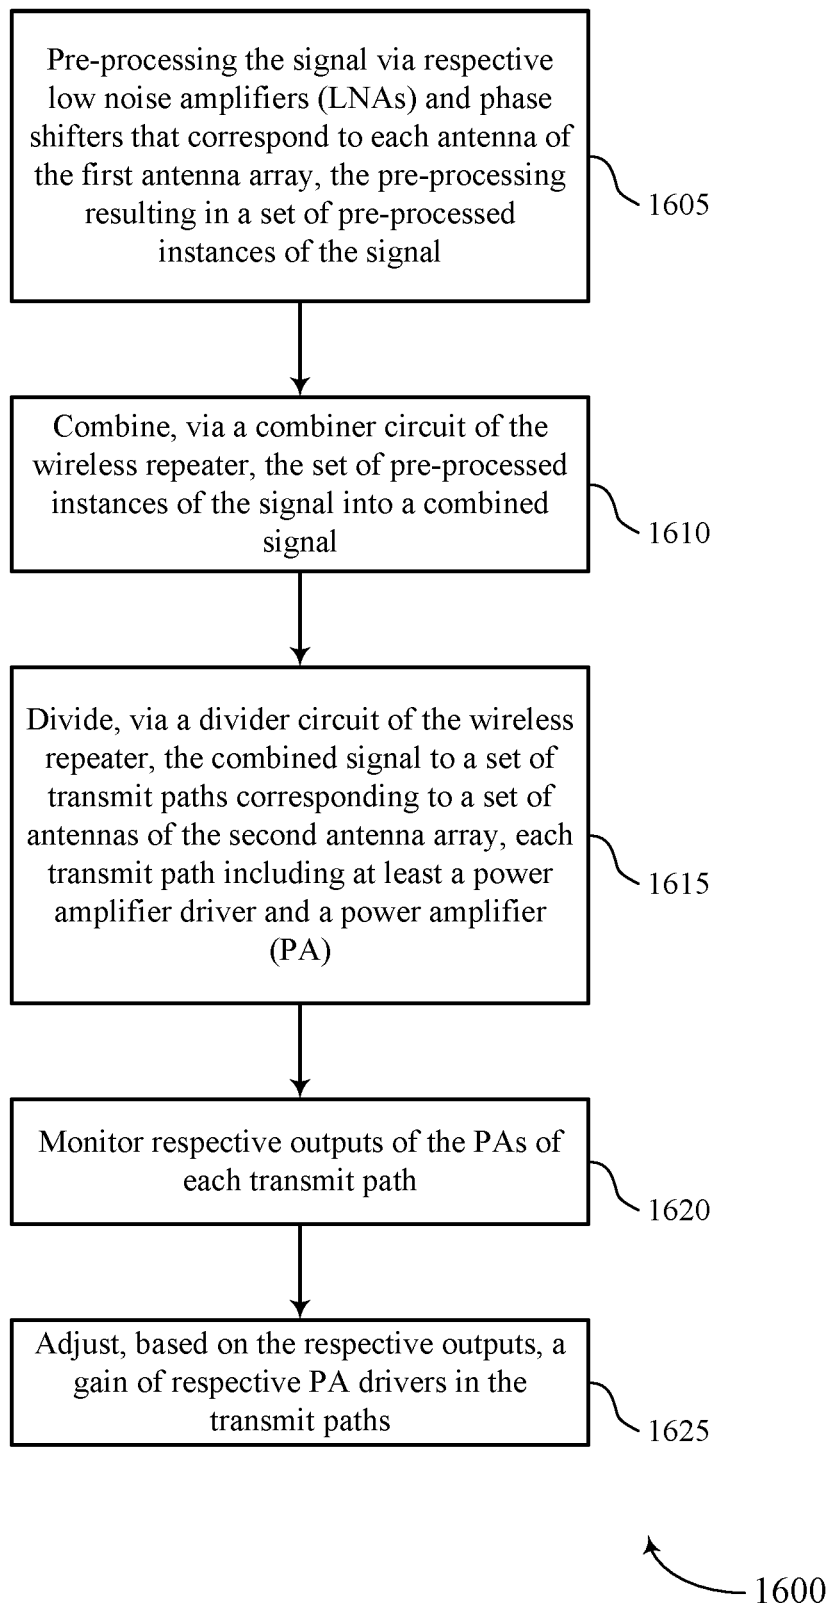 Pre-processing the signal via respective
low noise amplifiers (LNAs) and phase
shifters that correspond to each antenna of
the first antenna array, the pre-processing
resulting in a set of pre-processed
instances of the signal
1605
Combine, via a combiner circuit of the
wireless repeater, the set of pre-processed
instances of the signal into a combined
signal
1610
Divide, via a divider circuit of the wireless
repeater, the combined signal to a set of
transmit paths corresponding to a set of
antennas of the second antenna array, each
transmit path including at least a power
amplifier driver and a power amplifier
(PA)
1615
Monitor respective outputs of the PAs of
each transmit path
1620
Adjust, based on the respective outputs, a
gain of respective PA drivers in the
transmit paths
1625
1600